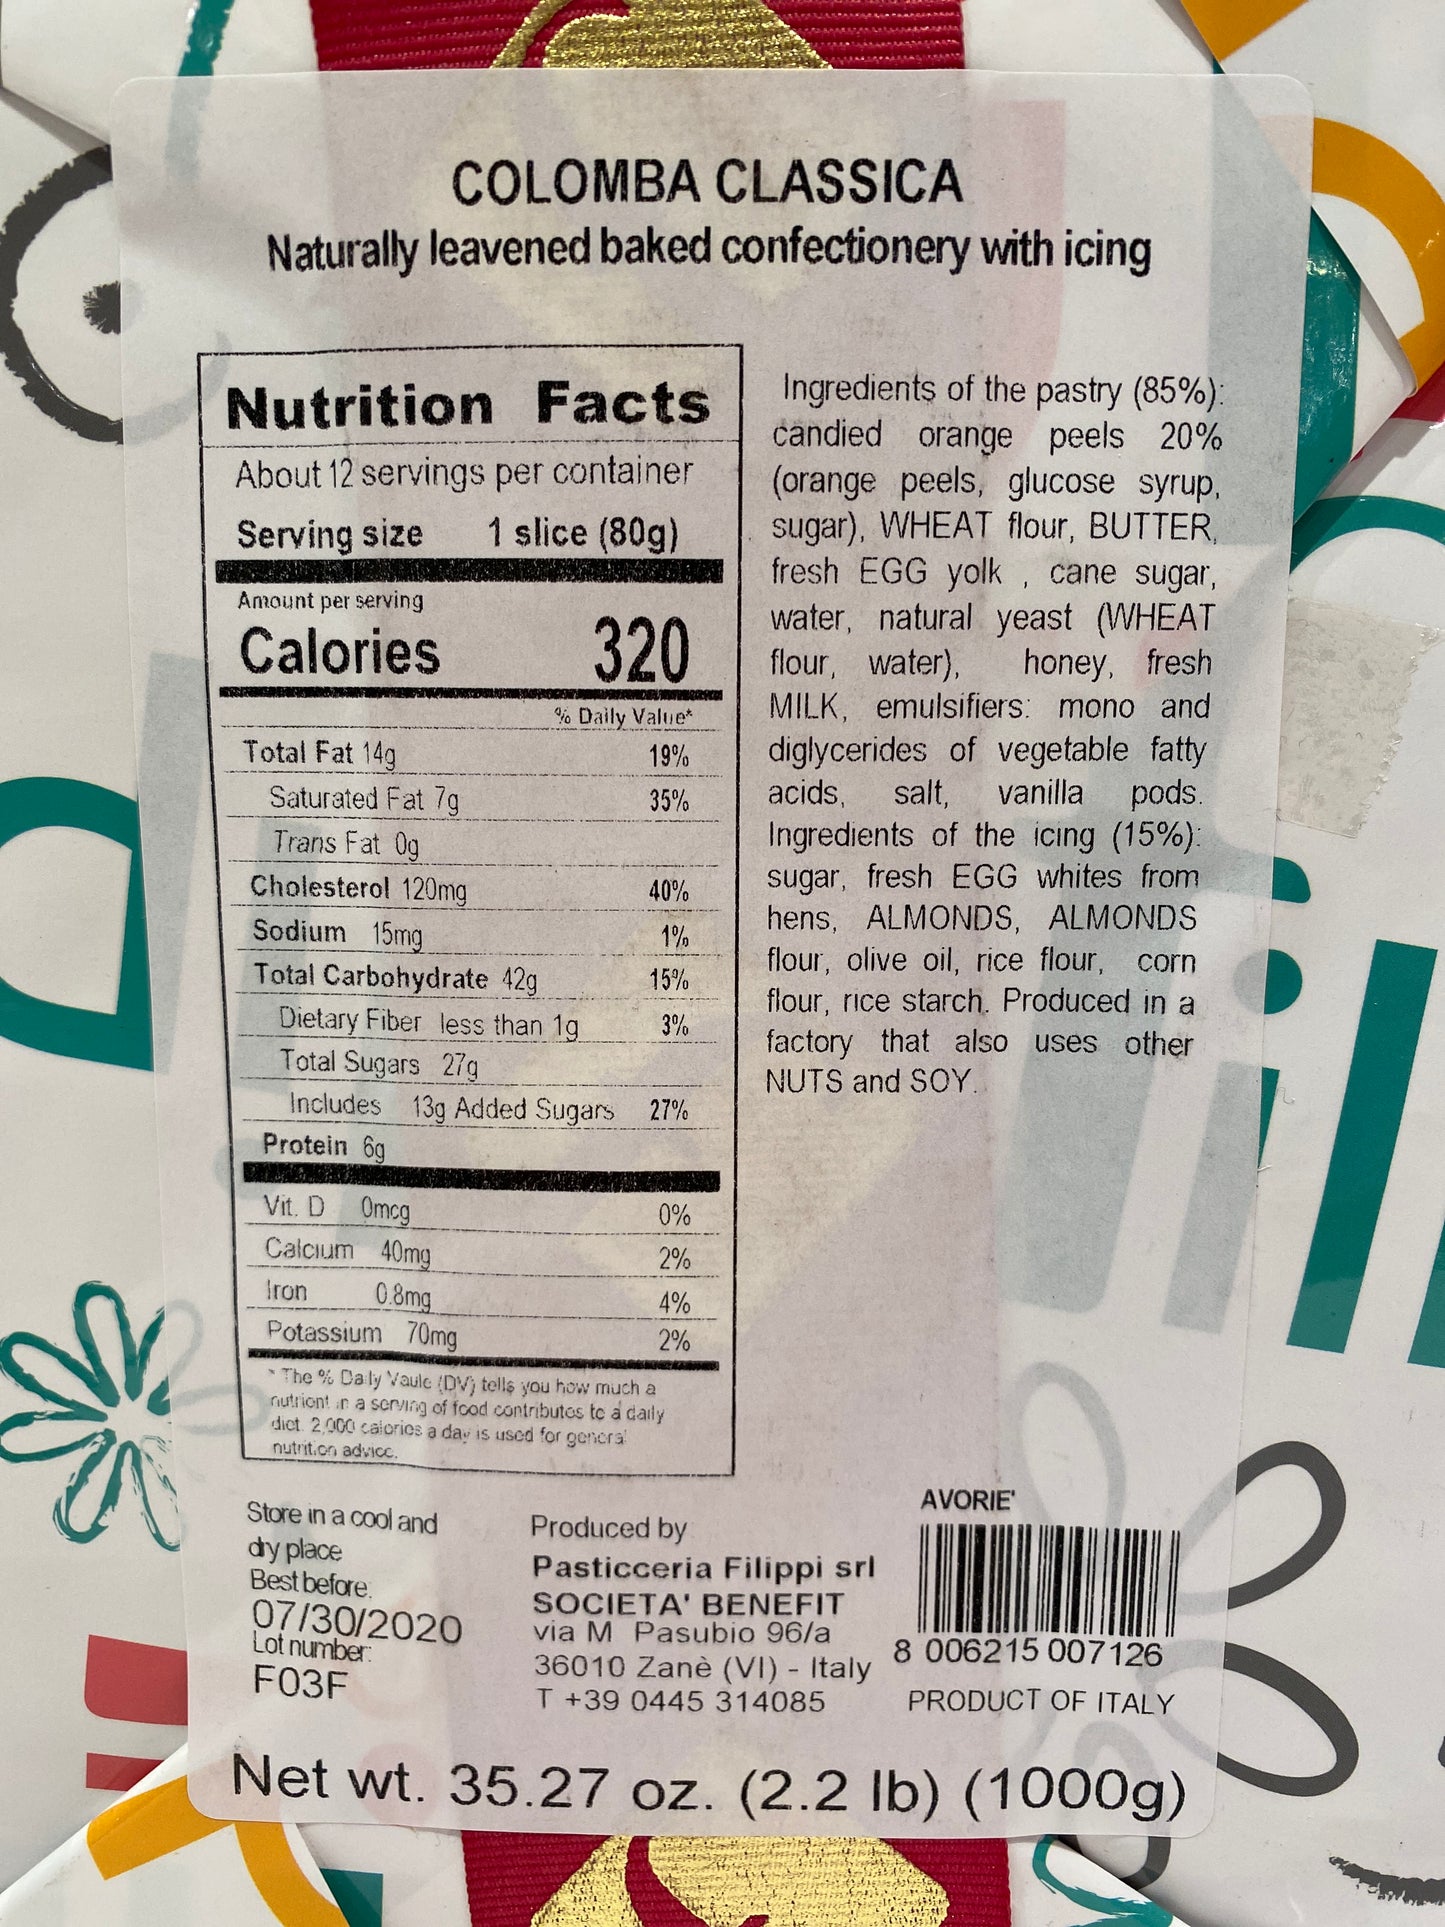 COLOMBA CLASSICA
Naturally leavened baked confectionery with icing
Nutrition Facts
About 12 servings per container
Serving size 1 slice (80g)
Amount per serving
Calories 320
% Daily Value*
Total Fat 14g 19%
Saturated Fat 7g 35%
Trans Fat 0g
Cholesterol 120mg 40%
Sodium 15mg 1%
Total Carbohydrate 42g 15%
Dietary Fiber less than 1g 3%
Total Sugars 27g
Includes 13g Added Sugars 27%
Protein 6g
Vit. D 0mcg 0%
Calcium 40mg 2%
Iron 0.8mg 4%
Potassium 70mg 2%
* The % Daily Vaule (DV) tells you how much a
nutrient in a serving of food contributes to a daily
diet. 2,000 calories a day is used for general
nutrition advice.
Ingredients of the pastry (85%):
candied orange peels 20%
(orange peels, glucose syrup,
sugar), WHEAT flour, BUTTER,
fresh EGG yolk , cane sugar,
water, natural yeast (WHEAT
flour, water), honey, fresh
MILK, emulsifiers: mono and
diglycerides of vegetable fatty
acids, salt, vanilla pods.
Ingredients of the icing (15%):
sugar, fresh EGG whites from
hens, ALMONDS, ALMONDS
flour, olive oil, rice flour, corn
flour, rice starch. Produced in a
factory that also uses other
NUTS and SOY.
Store in a cool and
dry place
Best before:
07/30/2020
Lot number:
F03F
Produced by
Pasticceria Filippi srl
SOCIETA' BENEFIT
via M Pasubio 96/a
36010 Zanè (VI) - Italy
T +39 0445 314085
AVORIE'
8 006215 007126
PRODUCT OF ITALY
Net wt. 35.27 oz. (2.2 lb) (1000g)